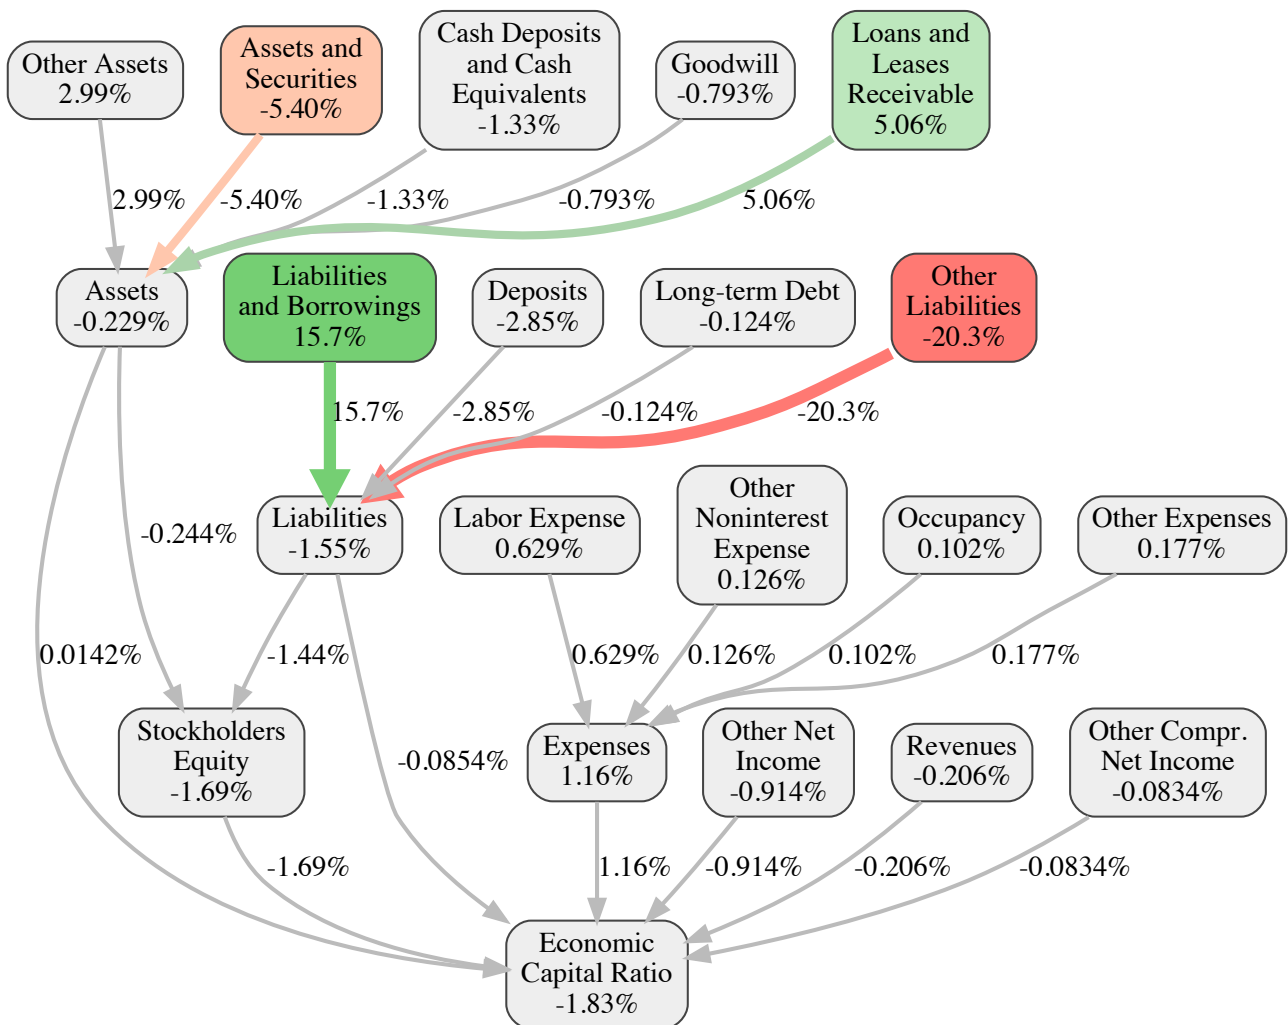 Other Assets
2.99%
Assets and
Securities
-5.40%
Cash Deposits
and Cash
Equivalents
-1.33%
Goodwill
-0.793%
Loans and
Leases
Receivable
5.06%
2.99%
-5.40%
-1.33%
-0.793%
5.06%
Assets
-0.229%
Liabilities
and Borrowings
15.7%
Deposits
-2.85%
Long-term Debt
-0.124%
Other
Liabilities
-20.3%
15.7%
-2.85%
-0.124%
-20.3%
-0.244%
Liabilities
-1.55%
Labor Expense
0.629%
Other
Noninterest
Expense
0.126%
Occupancy
0.102%
Other Expenses
0.177%
0.0142%
-1.44%
0.629%
0.126%
0.102%
0.177%
Stockholders
Equity
-1.69%
-0.0854%
Expenses
1.16%
Other Net
Income
-0.914%
Revenues
-0.206%
Other Compr.
Net Income
-0.0834%
-1.69%
1.16%
-0.914%
-0.206%
-0.0834%
Economic
Capital Ratio
-1.83%